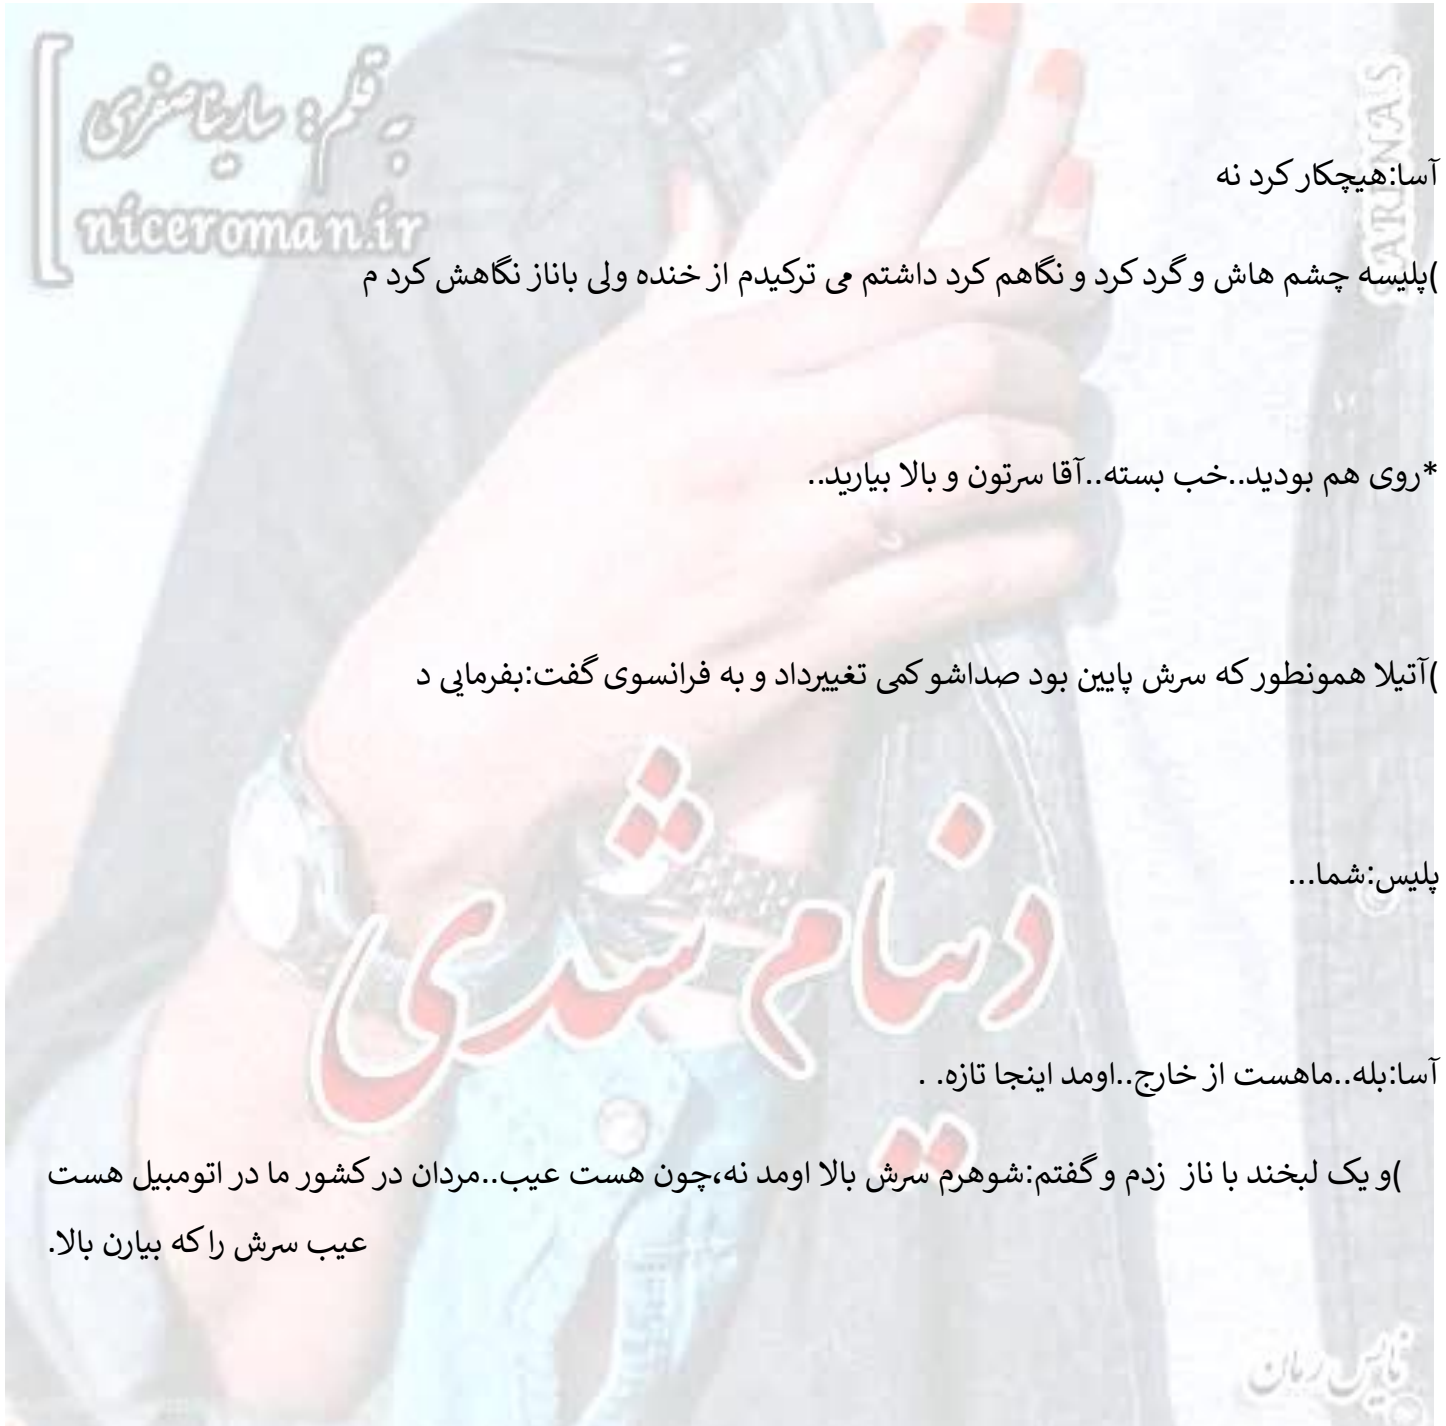 به قلم: سارینا صفری
niceroman.ir
SARINAS
آسا:هیچکار کرد نه
)پلیسه چشم هاش و گرد کرد و نگاهم کرد داشتم می ترکیدم از خنده ولی باناز نگاهش کرد م
*روی هم بودید..خب بسته..آقا سرتون و بالا بیارید..
)آتیلا همونطور که سرش پایین بود صداشو کمی تغییرداد و به فرانسوی گفت:بفرمایی د
پلیس:شما...
دنیام شدی
آسا:بله..ماهست از خارج..اومد اینجا تازه. .
)و یک لبخند با ناز  زدم و گفتم:شوهرم سرش بالا اومد نه،چون هست عیب..مردان در کشور ما در اتومبیل هست
عیب سرش را که بیارن بالا.
نایس رمان